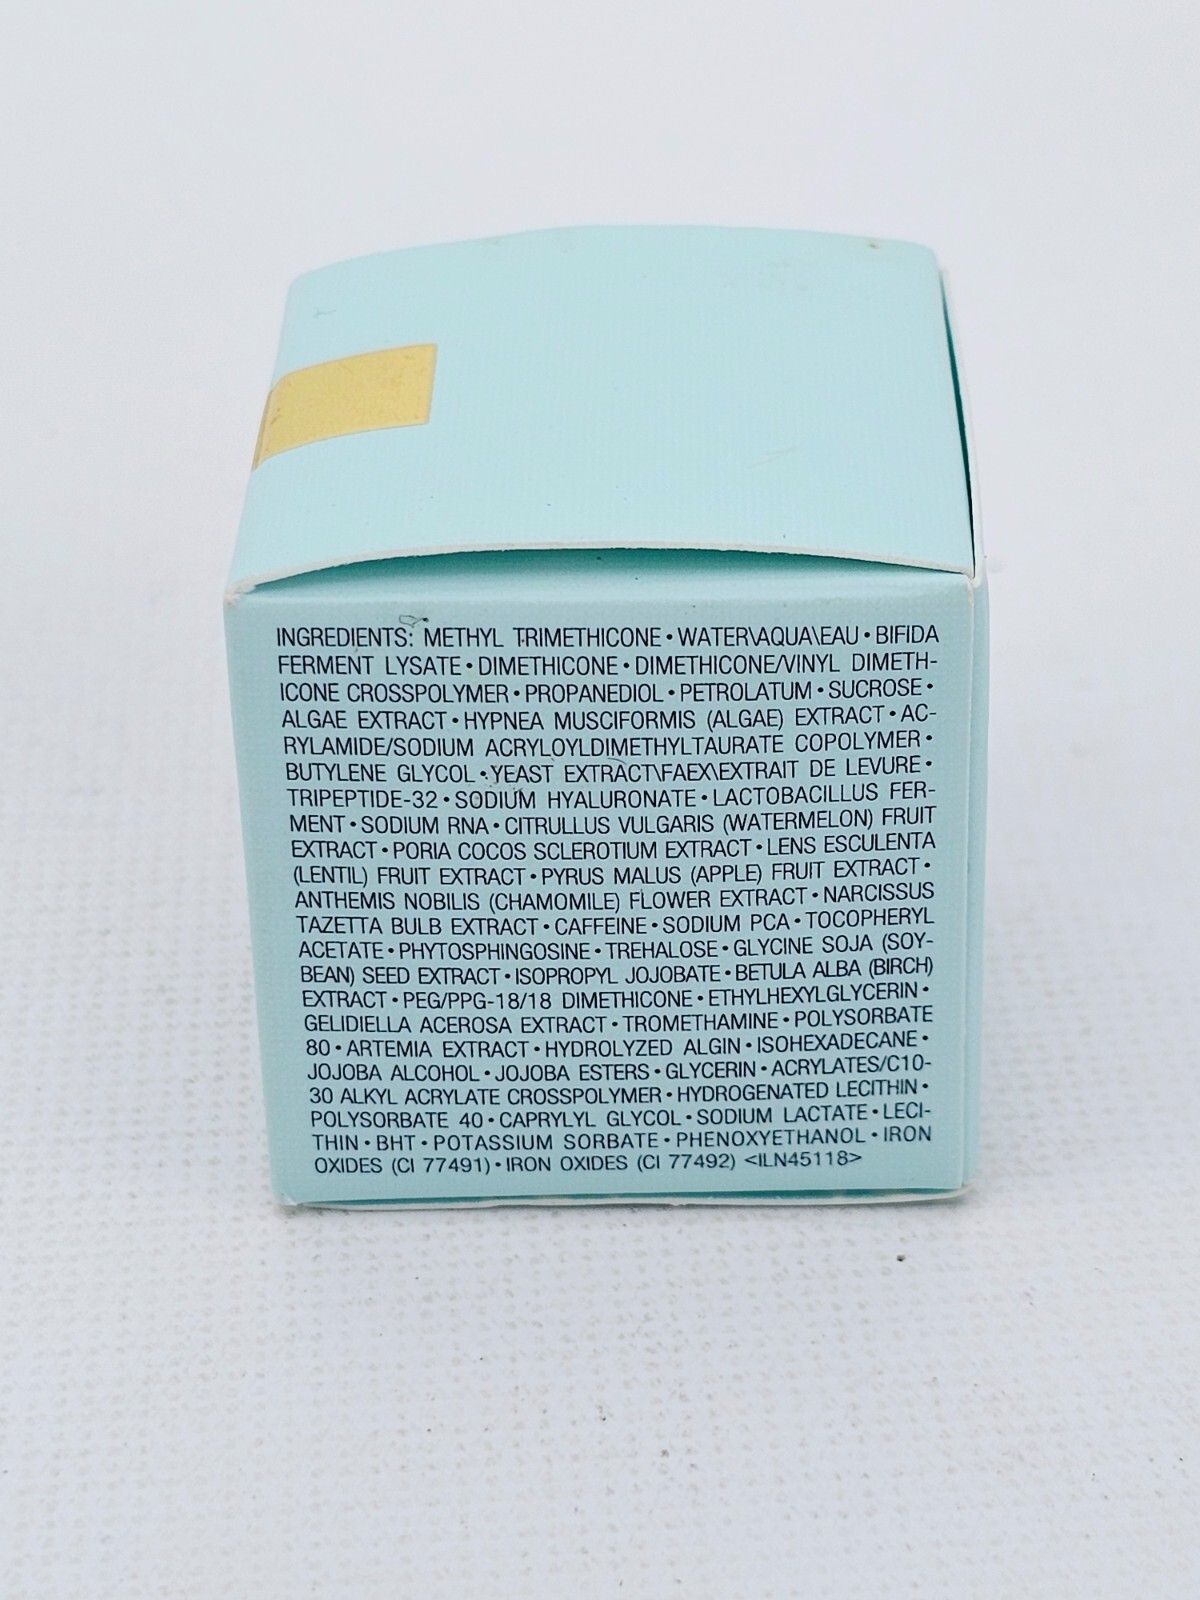 INGREDIENTS: METHYL TRIMETHICONE • WATER\AQUA\EAU • BIFIDA
FERMENT LYSATE • DIMETHICONE • DIMETHICONE/VINYL DIMETH-
ICONE CROSSPOLYMER • PROPANEDIOL • PETROLATUM • SUCROSE •
ALGAE EXTRACT • HYPNEA MUSCIFORMIS (ALGAE) EXTRACT • AC-
RYLAMIDE/SODIUM ACRYLOYLDIMETHYLTAURATE COPOLYMER •
BUTYLENE GLYCOL • YEAST EXTRACT\FAEX\EXTRAIT DE LEVURE •
TRIPEPTIDE-32 • SODIUM HYALURONATE • LACTOBACILLUS FER-
MENT • SODIUM RNA • CITRULLUS VULGARIS (WATERMELON) FRUIT
EXTRACT • PORIA COCOS SCLEROTIUM EXTRACT • LENS ESCULENTA
(LENTIL) FRUIT EXTRACT • PYRUS MALUS (APPLE) FRUIT EXTRACT •
ANTHEMIS NOBILIS (CHAMOMILE) FLOWER EXTRACT • NARCISSUS
TAZETTA BULB EXTRACT • CAFFEINE • SODIUM PCA • TOCOPHERYL
ACETATE • PHYTOSPHINGOSINE • TREHALOSE • GLYCINE SOJA (SOY-
BEAN) SEED EXTRACT • ISOPROPYL JOJOBATE • BETULA ALBA (BIRCH)
EXTRACT • PEG/PPG-18/18 DIMETHICONE • ETHYLHEXYLGLYCERIN •
GELIDIELLA ACEROSA EXTRACT • TROMETHAMINE • POLYSORBATE
80 • ARTEMIA EXTRACT • HYDROLYZED ALGIN • ISOHEXADECANE •
JOJOBA ALCOHOL • JOJOBA ESTERS • GLYCERIN • ACRYLATES/C10-
30 ALKYL ACRYLATE CROSSPOLYMER • HYDROGENATED LECITHIN •
POLYSORBATE 40 • CAPRYLYL GLYCOL • SODIUM LACTATE • LECI-
THIN • BHT • POTASSIUM SORBATE • PHENOXYETHANOL • IRON
OXIDES (CI 77491) • IRON OXIDES (CI 77492) <ILN45118>